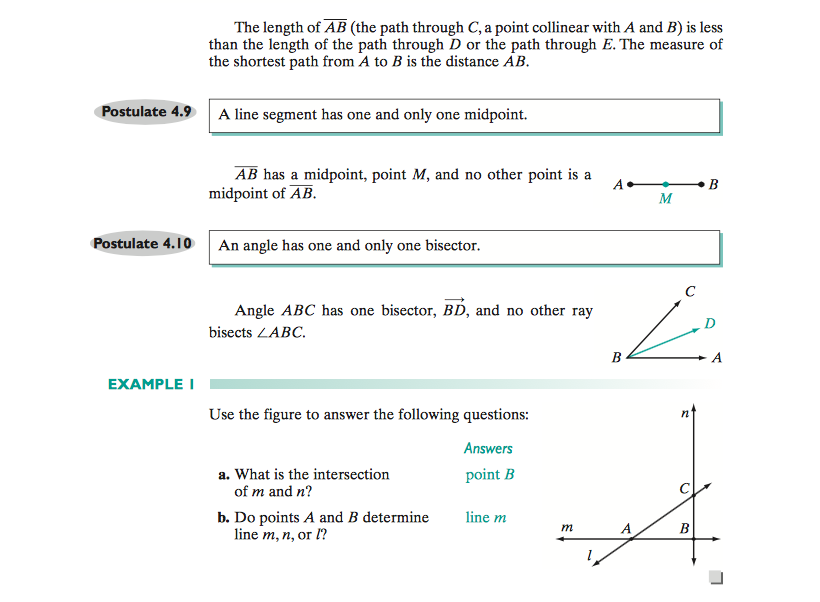 The length of AB (the path through C, a point collinear with A and B) is less
than the length of the path through D or the path through E. The measure of
the shortest path from A to B is the distance AB.
Postulate 4.9
A line segment has one and only one midpoint.
AB has a midpoint, point M, and no other point is a
midpoint of AB.
A B
M
Postulate 4.10
An angle has one and only one bisector.
Angle ABC has one bisector, BD, and no other ray
bisects ∠ABC.
C
D
B A
EXAMPLE 1
Use the figure to answer the following questions:
Answers
a. What is the intersection point B
of m and n?
b. Do points A and B determine line m
line m, n, or l?
n
C
m A B
l